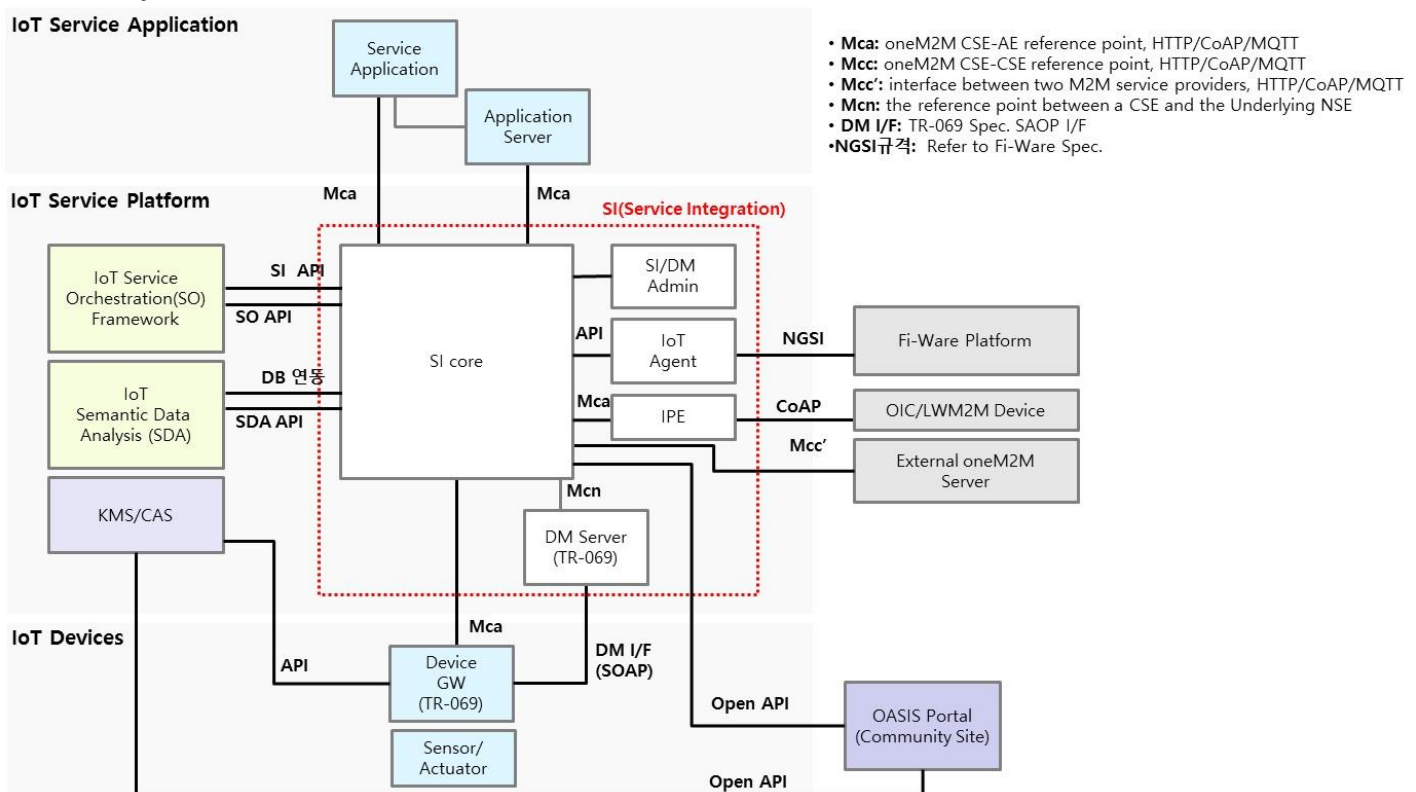 IoT Service Application
Service
Application
Application
Server
• Mca: oneM2M CSE-AE reference point, HTTP/CoAP/MQTT
• Mcc: oneM2M CSE-CSE reference point, HTTP/CoAP/MQTT
• Mcc’: interface between two M2M service providers, HTTP/CoAP/MQTT
• Mcn: the reference point between a CSE and the Underlying NSE
• DM I/F: TR-069 Spec. SAOP I/F
•NGSI규격: Refer to Fi-Ware Spec.
Mca
Mca
IoT Service Platform
SI(Service Integration)
IoT Service
Orchestration(SO)
Framework
SI API
SO API
SI core
SI/DM
Admin
API
IoT
Agent
NGSI
Fi-Ware Platform
IoT
Semantic Data
Analysis (SDA)
DB 연동
SDA API
Mca
IPE
CoAP
OIC/LWM2M Device
Mcc’
External oneM2M
Server
KMS/CAS
Mcn
DM Server
(TR-069)
IoT Devices
Mca
API
Device
GW
(TR-069)
DM I/F
(SOAP)
Sensor/
Actuator
Open API
OASIS Portal
(Community Site)
Open API